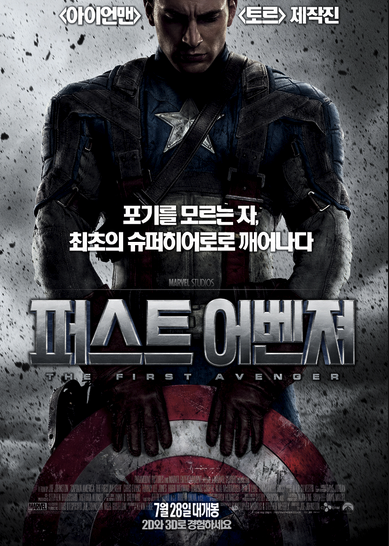 <아이언맨> <토르> 제작진
포기를 모르는 자,
최초의 슈퍼히어로로 깨어나다
MARVEL STUDIOS
퍼스트 어벤져
THE FIRST AVENGER
MARVEL
7월 28일 대개봉
2D와 3D로 경험하세요